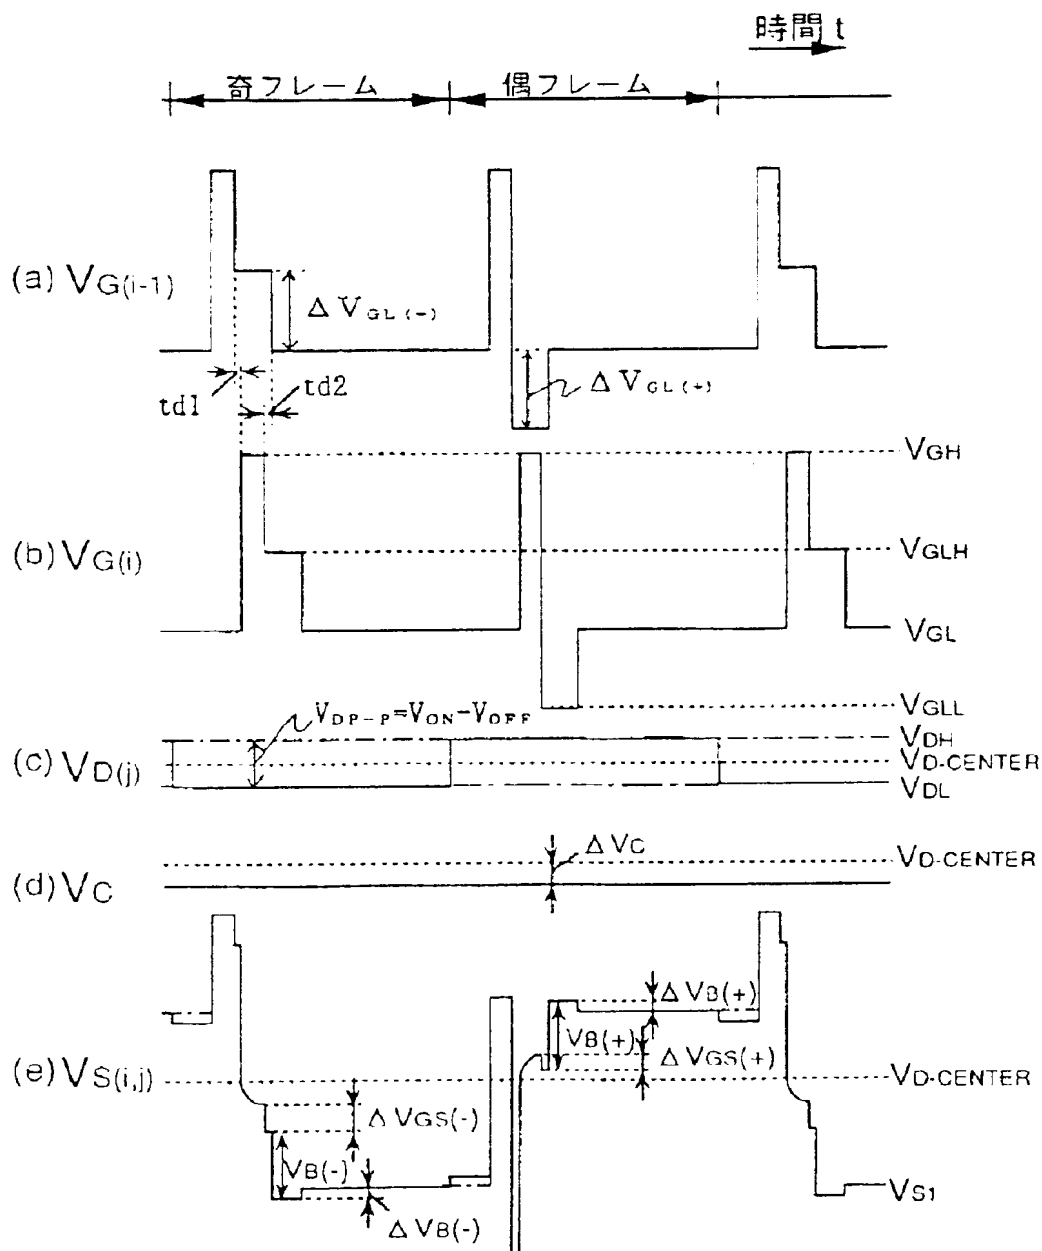 時間 t
奇フレーム
偶フレーム
(a) VG(i-1)
ΔVGL(-)
td1
td2
ΔVGL(+)
VGH
(b) VG(i)
VGLH
VGL
VGLL
VDP-P=VON-VOFF
(c) VD(j)
VDH
VD-CENTER
VDL
ΔVC
VD-CENTER
(d) VC
ΔVB(+)
VB(+)
ΔVGS(+)
(e) VS(i,j)
VD-CENTER
ΔVGS(-)
VB(-)
VS1
ΔVB(-)